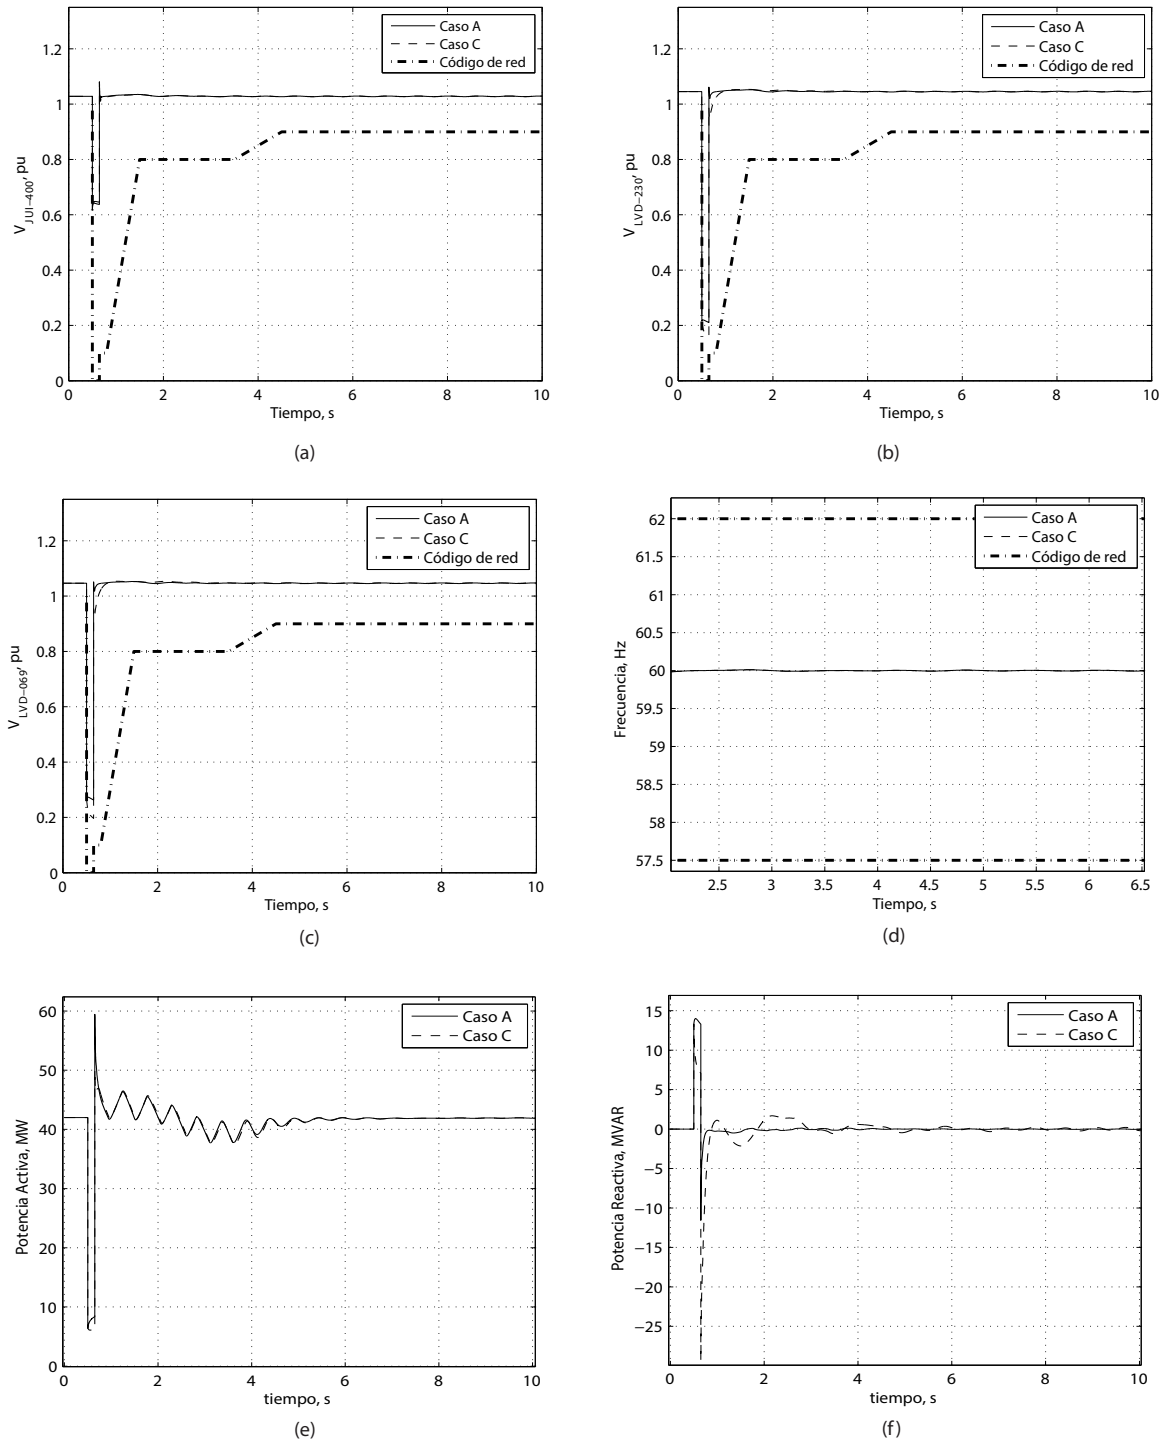 Caso A
Caso C
Código de red
1.2
1
0.8
0.6
0.4
0.2
0
0 2 4 6 8 10
V JUI−400, pu
Tiempo, s
(a)
Caso A
Caso C
Código de red
1.2
1
0.8
0.6
0.4
0.2
0
0 2 4 6 8 10
V LVD−230, pu
Tiempo, s
(b)
Caso A
Caso C
Código de red
1.2
1
0.8
0.6
0.4
0.2
0
0 2 4 6 8 10
V LVD−069, pu
Tiempo, s
(c)
Caso A
Caso C
Código de red
62
61.5
61
60.5
60
59.5
59
58.5
58
57.5
2.5 3 3.5 4 4.5 5 5.5 6 6.5
Frecuencia, Hz
Tiempo, s
(d)
Caso A
Caso C
60
50
40
30
20
10
0
0 2 4 6 8 10
Potencia Activa, MW
tiempo, s
(e)
Caso A
Caso C
15
10
5
0
−5
−10
−15
−20
−25
0 2 4 6 8 10
Potencia Reactiva, MVAR
tiempo, s
(f)